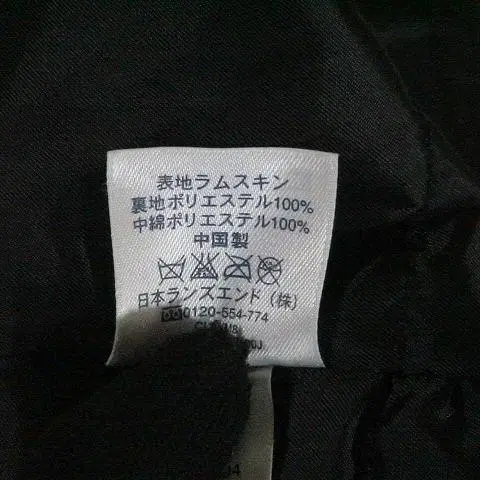 表地ラムスキン
裏地ポリエステル100%
中綿ポリエステル100%
中国製
日本ランズエンド(株)
0120-554-774